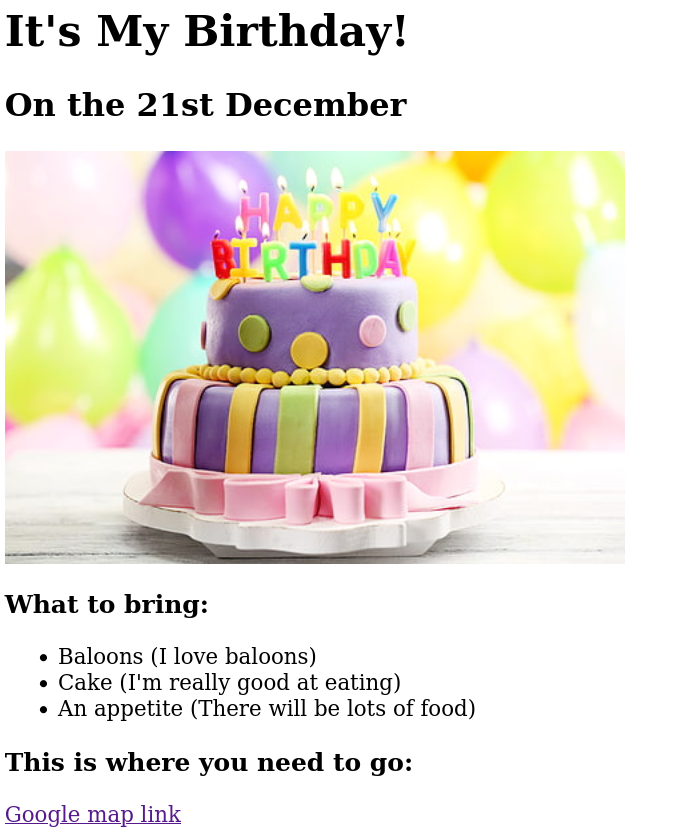 It's My Birthday!
On the 21st December
HAPPY
BIRTHDAY
What to bring:
Baloons (I love baloons)
Cake (I'm really good at eating)
An appetite (There will be lots of food)
This is where you need to go:
Google map link